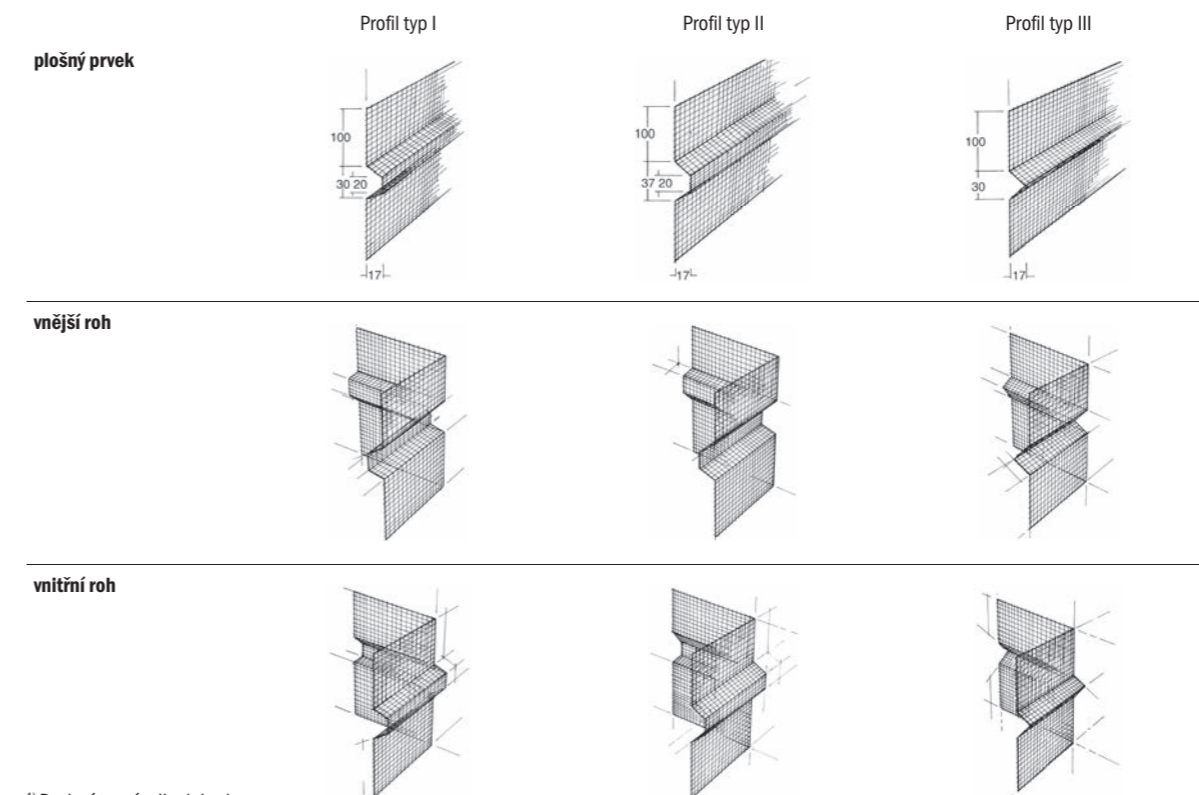 Profil typ I Profil typ II Profil typ III
plošný prvek
100 100 100
30 20 37 20 30
17 17 17
vnější roh
vnitřní roh